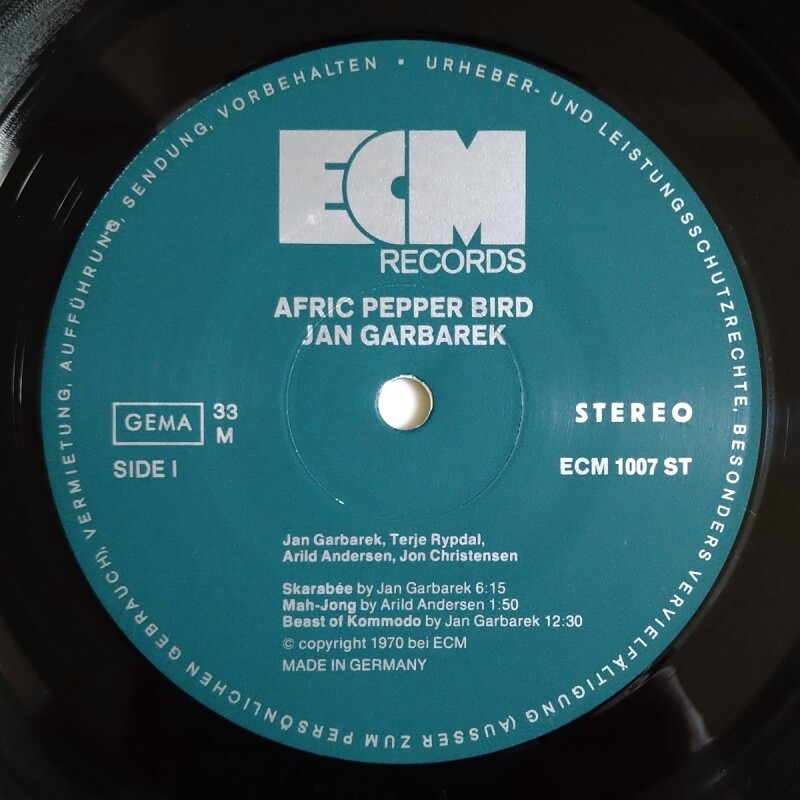 URHEBER- UND LEISTUNGSSCHUTZRECHTE, BESONDERS VERVIELFÄLTIGUNG (AUSSER ZUM PERSÖNLICHEN GEBRAUCH), VERMIETUNG, AUFFÜHRUNG, SENDUNG, VORBEHALTEN •
ECM
RECORDS
AFRIC PEPPER BIRD
JAN GARBAREK
GEMA
33
M
SIDE I
STEREO
ECM 1007 ST
Jan Garbarek, Terje Rypdal,
Arild Andersen, Jon Christensen
Skarabée by Jan Garbarek 6:15
Mah-Jong by Arild Andersen 1:50
Beast of Kommodo by Jan Garbarek 12:30
© copyright 1970 bei ECM
MADE IN GERMANY